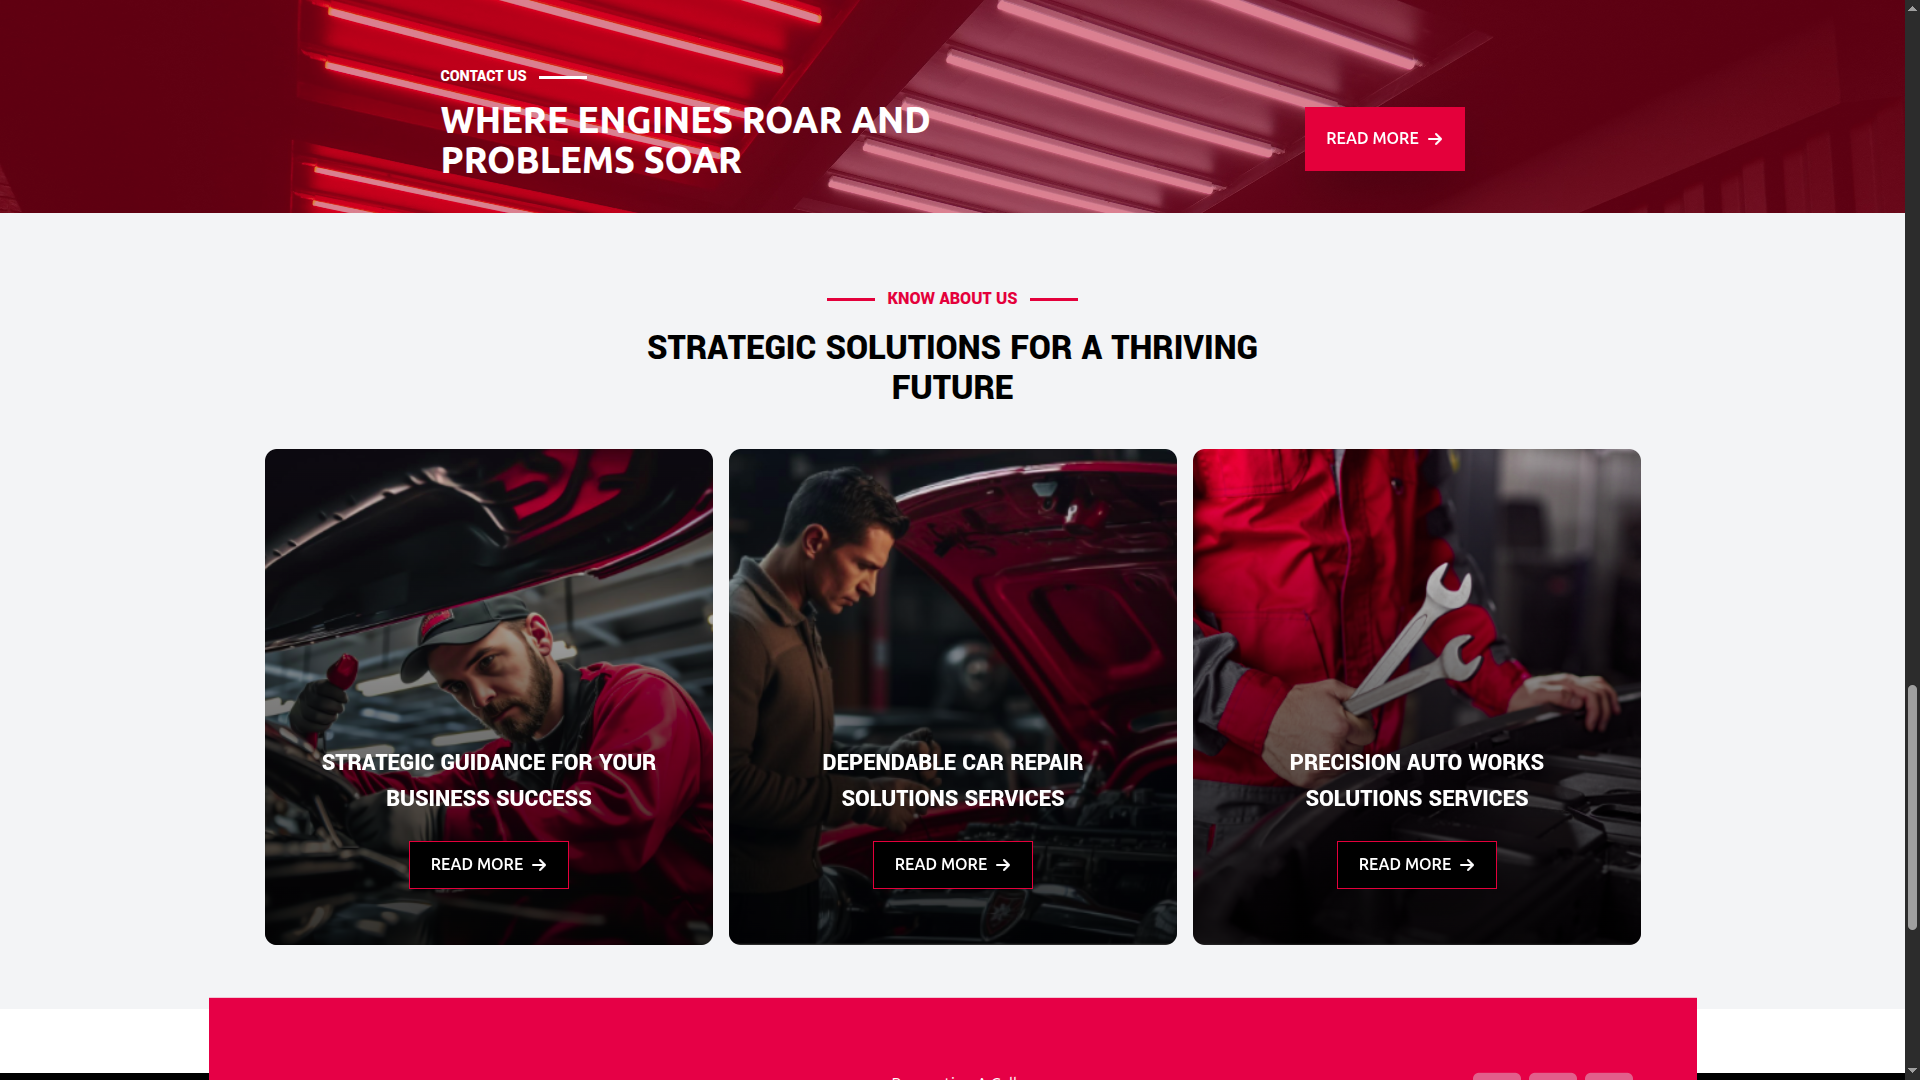 CONTACT US
WHERE ENGINES ROAR AND
PROBLEMS SOAR
READ MORE
KNOW ABOUT US
STRATEGIC SOLUTIONS FOR A THRIVING
FUTURE
STRATEGIC GUIDANCE FOR YOUR
BUSINESS SUCCESS
READ MORE
DEPENDABLE CAR REPAIR
SOLUTIONS SERVICES
READ MORE
PRECISION AUTO WORKS
SOLUTIONS SERVICES
READ MORE